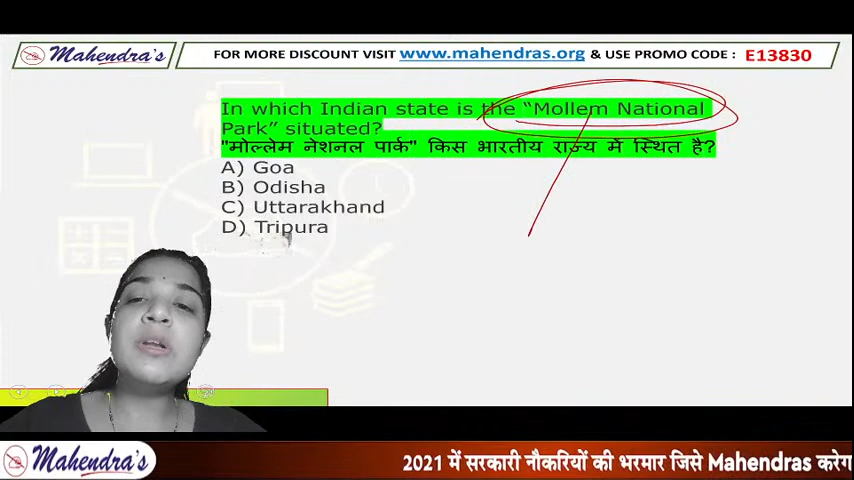 Mahendra's
FOR MORE DISCOUNT VISIT www.mahendras.org & USE PROMO CODE : E13830
In which Indian state is the “Mollem National
Park” situated?
"मोल्लेम नेशनल पार्क" किस भारतीय राज्य में स्थित है?
A) Goa
B) Odisha
C) Uttarakhand
D) Tripura
Mahendra's
2021 में सरकारी नौकरियों की भरमार जिसे Mahendras करेग